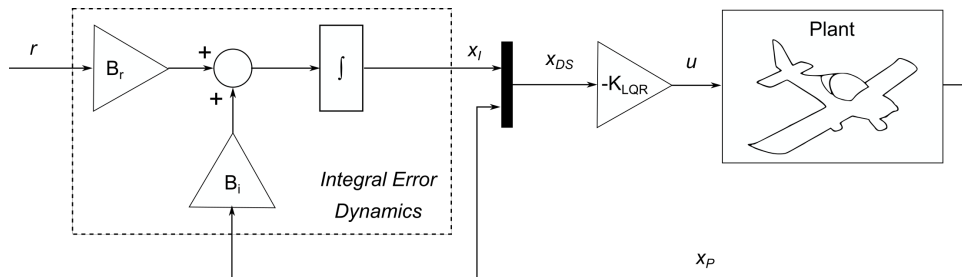 r
B_r
+
+
∫
x_I
x_DS
-K_LQR
u
Plant
B_i
Integral Error
Dynamics
x_P